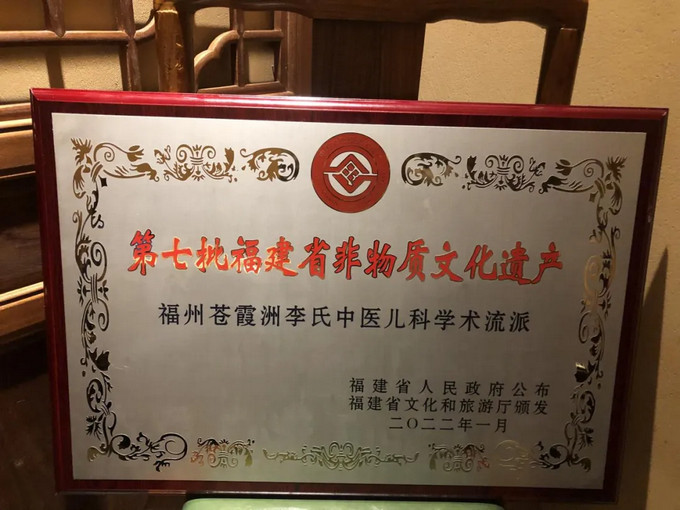 第七批福建省非物质文化遗产
福州苍霞洲李氏中医儿科学术流派
福建省人民政府公布
福建省文化和旅游厅颁发
二〇二二年一月